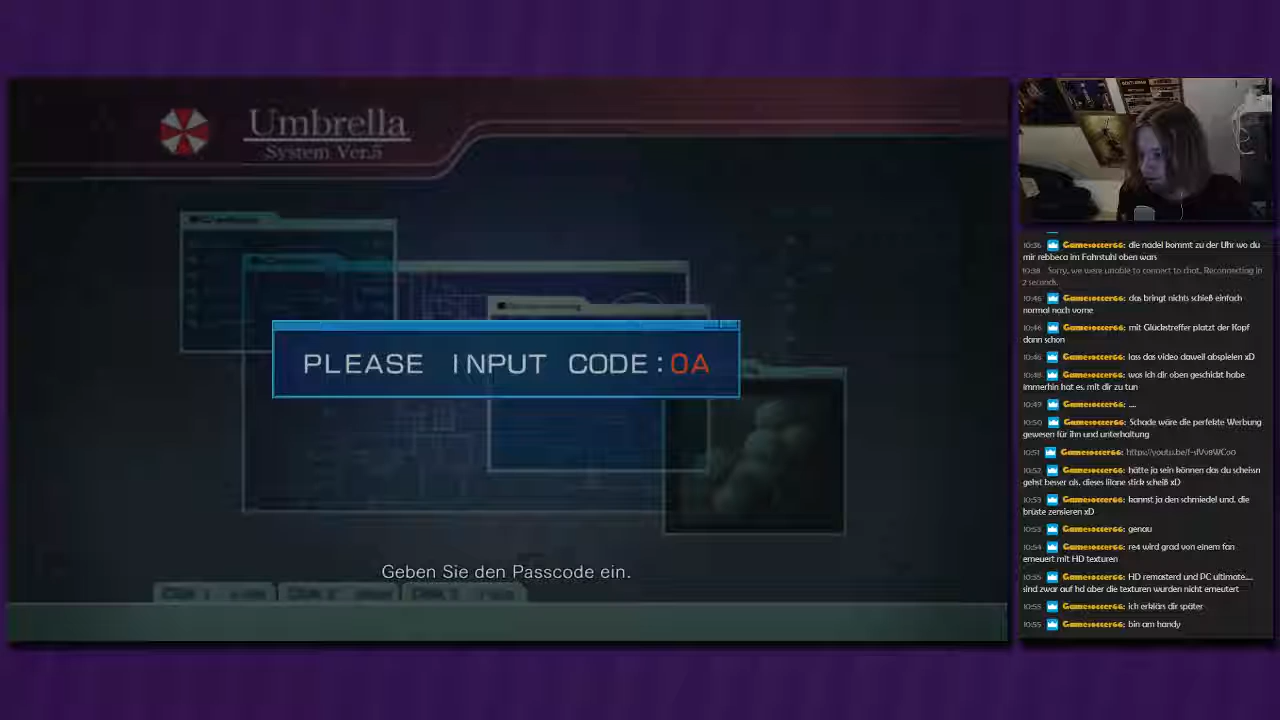 Umbrella
System Ver.5
PLEASE INPUT CODE:0A
Geben Sie den Passcode ein.
10:36 Gamesoccer66: die nadel kommt zu der Uhr wo du
mir rebbeca im Fahrstuhl oben wars
10:38 Sorry, we were unable to connect to chat. Reconnecting in
2 seconds.
10:46 Gamesoccer66: das bringt nichts schieß einfach
normal nach vorne
10:46 Gamesoccer66: mit Glückstreffer platzt der Kopf
dann schon
10:48 Gamesoccer66: lass das video daweil abspielen xD
10:48 Gamesoccer66: was ich dir oben geschickt habe
immerhin hat es, mit dir zu tun
10:49 Gamesoccer66: ....
10:50 Gamesoccer66: Schade wäre die perfekte Werbung
gewesen für ihn und unterhaltung
10:51 Gamesoccer66:
10:52 Gamesoccer66: hätte ja sein können das du scheissn
gehst besser als, dieses lilane stick scheiß xD
10:53 Gamesoccer66: kannst ja den schmiedel und, die
brüste zensieren xD
10:53 Gamesoccer66: genau
10:54 Gamesoccer66: re4 wird grad von einem fan
erneuert mit HD texturen
10:55 Gamesoccer66: HD remasterd und PC ultimate....
sind zwar auf hd aber die texturen wurden nicht erneutert
10:55 Gamesoccer66: ich erklärs dir später
10:55 Gamesoccer66: bin am handy